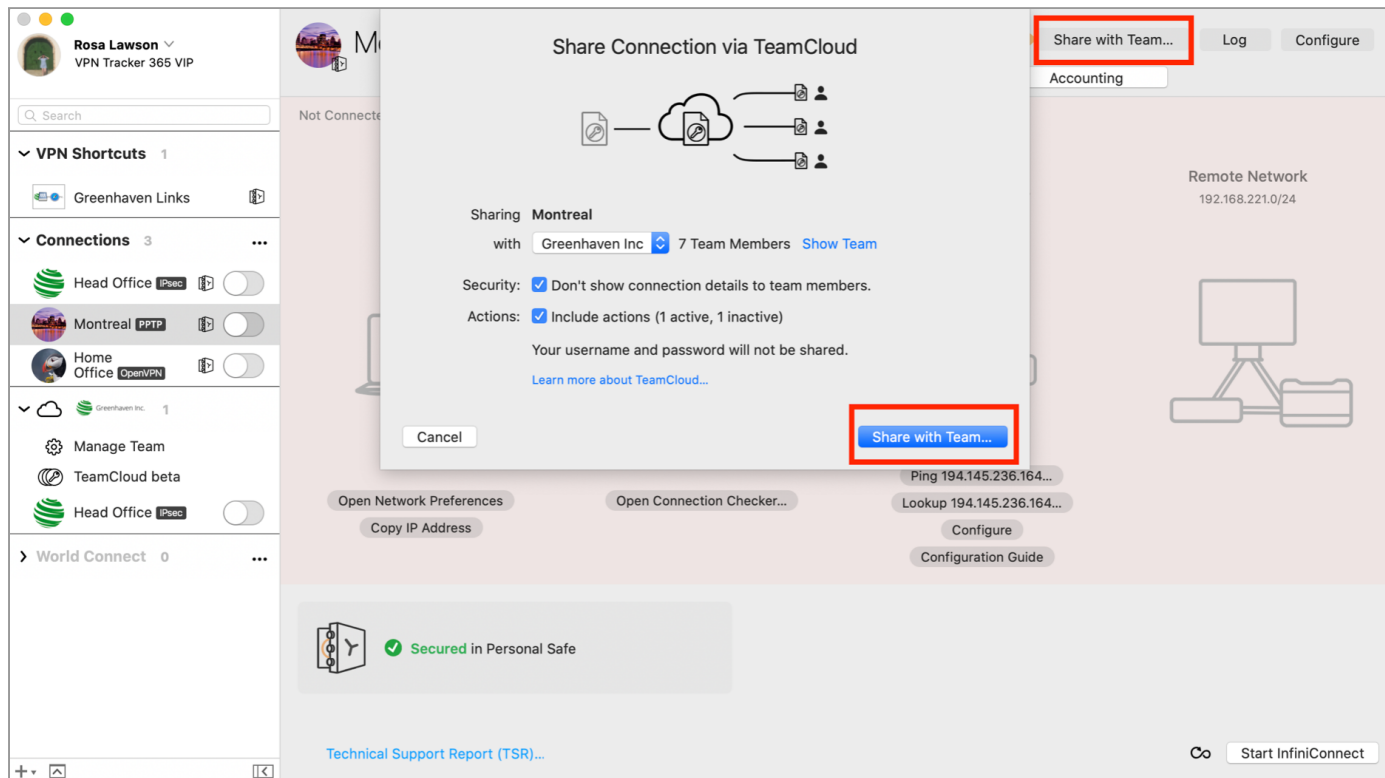 Rosa Lawson
VPN Tracker 365 VIP
Search
VPN Shortcuts 1
Greenhaven Links
Connections 3
Head Office IPsec
Montreal PPTP
Home
Office OpenVPN
Greenhaven Inc. 1
Manage Team
TeamCloud beta
Head Office IPsec
World Connect 0
Share with Team...
Log
Configure
Accounting
Not Connecte
Share Connection via TeamCloud
Sharing Montreal
with Greenhaven Inc 7 Team Members Show Team
Security: Don't show connection details to team members.
Actions: Include actions (1 active, 1 inactive)
Your username and password will not be shared.
Learn more about TeamCloud...
Cancel
Share with Team...
Remote Network
192.168.221.0/24
Open Network Preferences
Copy IP Address
Open Connection Checker...
Ping 194.145.236.164...
Lookup 194.145.236.164...
Configure
Configuration Guide
Secured in Personal Safe
Technical Support Report (TSR)...
Start InfiniConnect